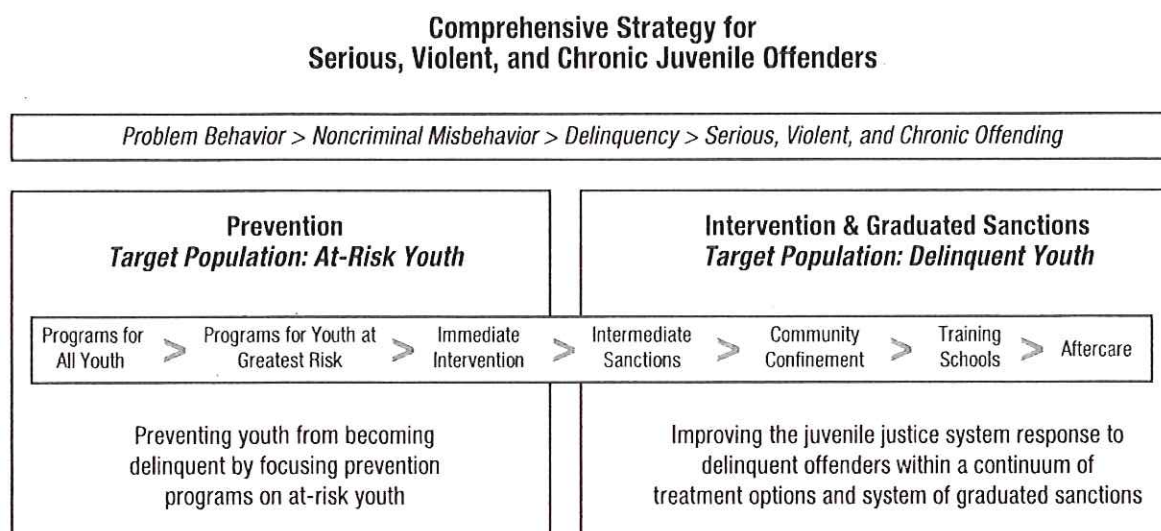 Comprehensive Strategy for
Serious, Violent, and Chronic Juvenile Offenders
Problem Behavior > Noncriminal Misbehavior > Delinquency > Serious, Violent, and Chronic Offending
Prevention
Target Population: At-Risk Youth
Intervention & Graduated Sanctions
Target Population: Delinquent Youth
Programs for
All Youth
>
Programs for Youth at
Greatest Risk
>
Immediate
Intervention
>
Intermediate
Sanctions
>
Community
Confinement
>
Training
Schools
>
Aftercare
Preventing youth from becoming
delinquent by focusing prevention
programs on at-risk youth
Improving the juvenile justice system response to
delinquent offenders within a continuum of
treatment options and system of graduated sanctions